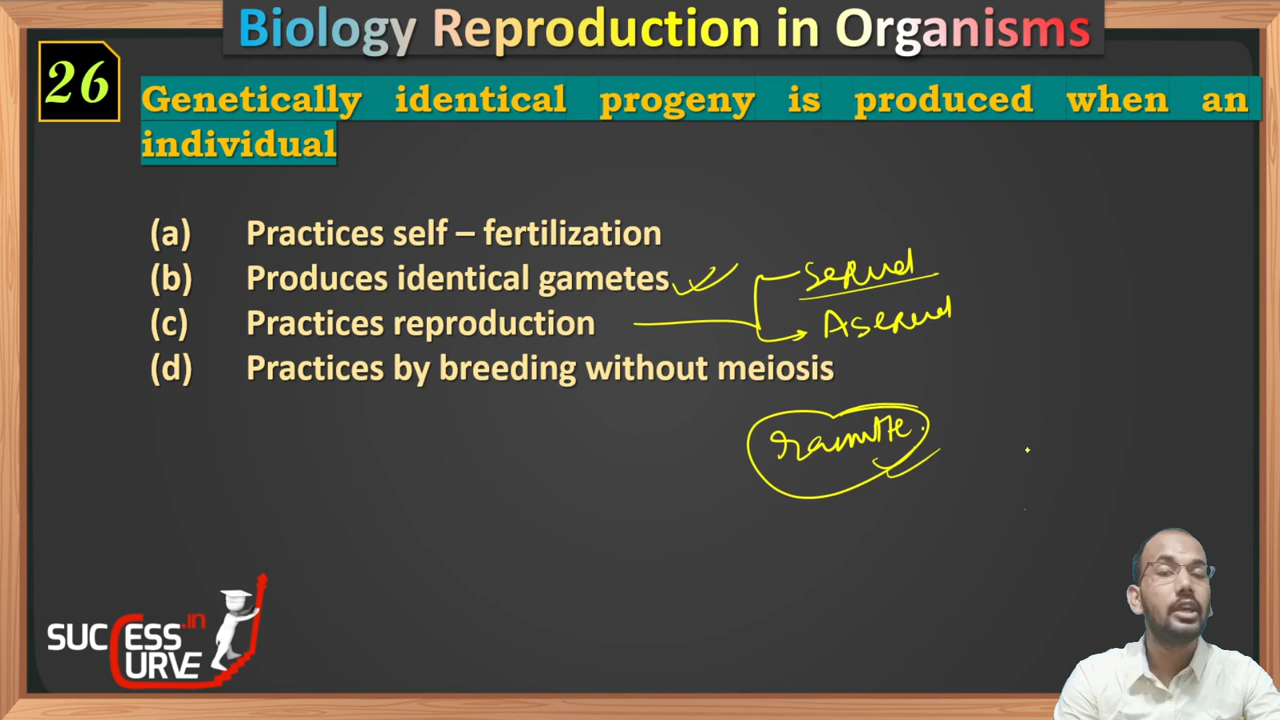 Biology Reproduction in Organisms
26
Genetically identical progeny is produced when an
individual
(a) Practices self – fertilization
(b) Produces identical gametes
(c) Practices reproduction
(d) Practices by breeding without meiosis
Sexual
Asexual
SUCCESS.in
CURVE